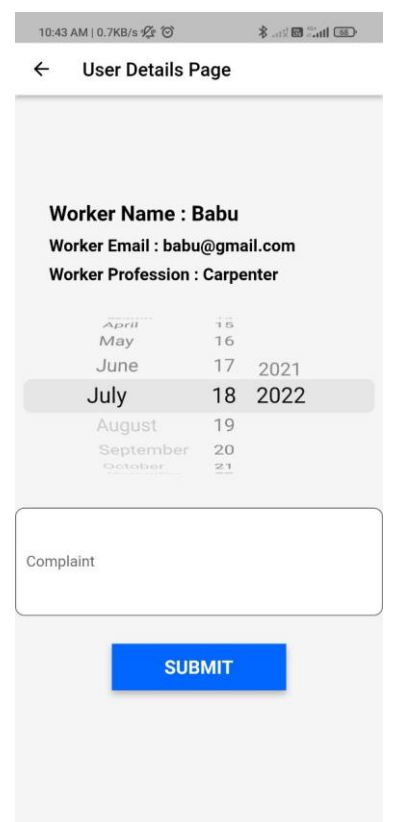 10:43 AM | 0.7KB/s
58
← User Details Page
Worker Name : Babu
Worker Email : babu@gmail.com
Worker Profession : Carpenter
April 15
May 16
June 17 2021
July 18 2022
August 19
September 20
October 21
Complaint
SUBMIT